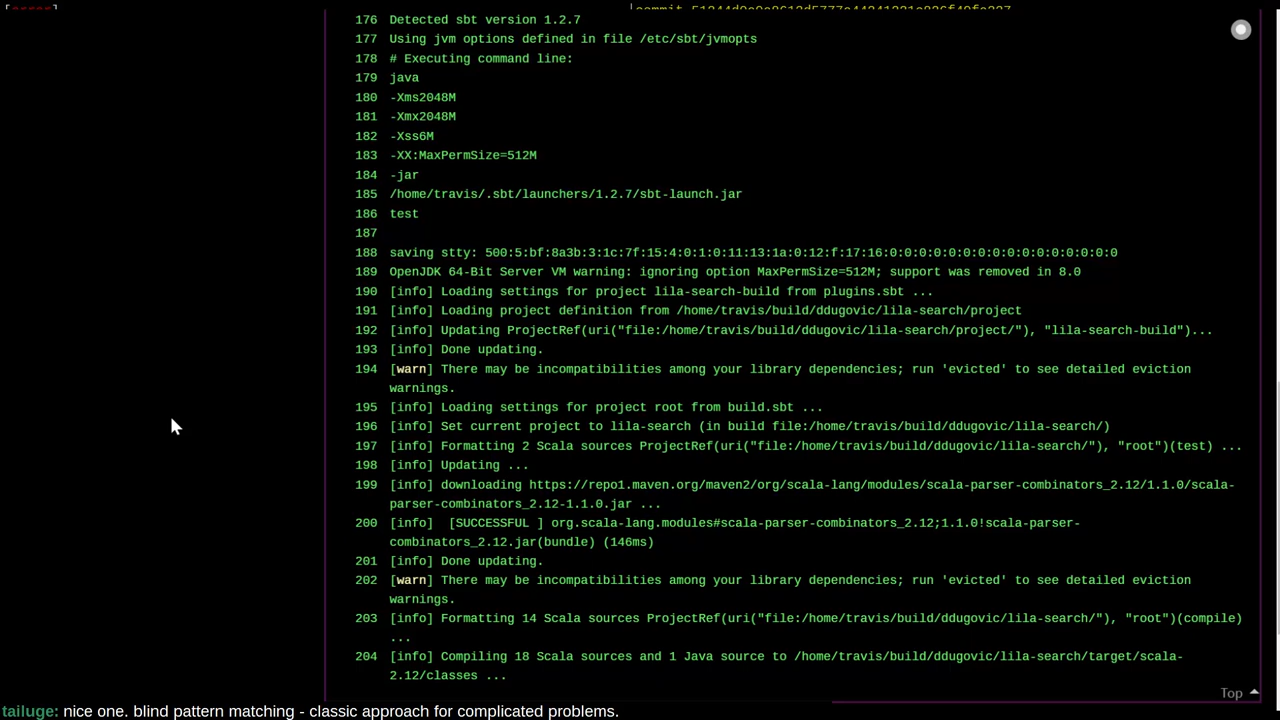 [error]
176 Detected sbt version 1.2.7
177 Using jvm options defined in file /etc/sbt/jvmopts
178 # Executing command line:
179 java
180 -Xms2048M
181 -Xmx2048M
182 -Xss6M
183 -XX:MaxPermSize=512M
184 -jar
185 /home/travis/.sbt/launchers/1.2.7/sbt-launch.jar
186 test
187
188 saving stty: 500:5:bf:8a3b:3:1c:7f:15:4:0:1:0:11:13:1a:0:12:f:17:16:0:0:0:0:0:0:0:0:0:0:0:0:0:0:0:0
189 OpenJDK 64-Bit Server VM warning: ignoring option MaxPermSize=512M; support was removed in 8.0
190 [info] Loading settings for project lila-search-build from plugins.sbt ...
191 [info] Loading project definition from /home/travis/build/ddugovic/lila-search/project
192 [info] Updating ProjectRef(uri("file:/home/travis/build/ddugovic/lila-search/project/"), "lila-search-build")...
193 [info] Done updating.
194 [warn] There may be incompatibilities among your library dependencies; run 'evicted' to see detailed eviction
warnings.
195 [info] Loading settings for project root from build.sbt ...
196 [info] Set current project to lila-search (in build file:/home/travis/build/ddugovic/lila-search/)
197 [info] Formatting 2 Scala sources ProjectRef(uri("file:/home/travis/build/ddugovic/lila-search/"), "root")(test) ...
198 [info] Updating ...
199 [info] downloading https://repo1.maven.org/maven2/org/scala-lang/modules/scala-parser-combinators_2.12/1.1.0/scala-
parser-combinators_2.12-1.1.0.jar ...
200 [info]  [SUCCESSFUL ] org.scala-lang.modules#scala-parser-combinators_2.12;1.1.0!scala-parser-
combinators_2.12.jar(bundle) (146ms)
201 [info] Done updating.
202 [warn] There may be incompatibilities among your library dependencies; run 'evicted' to see detailed eviction
warnings.
203 [info] Formatting 14 Scala sources ProjectRef(uri("file:/home/travis/build/ddugovic/lila-search/"), "root")(compile)
...
204 [info] Compiling 18 Scala sources and 1 Java source to /home/travis/build/ddugovic/lila-search/target/scala-
2.12/classes ...
Top
tailuge: nice one. blind pattern matching - classic approach for complicated problems.